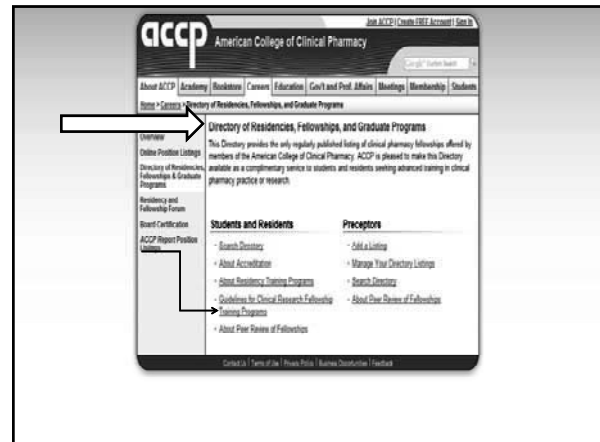 accp American College of Clinical Pharmacy
Join ACCP | Create FREE Account | Sign In
Google™ Custom Search
About ACCP Academy Bookstore Careers Education Gov't and Prof. Affairs Meetings Membership Students
Home > Careers > Directory of Residencies, Fellowships, and Graduate Programs
Overview
Online Position Listings
Directory of Residencies,
Fellowships & Graduate
Programs
Residency and
Fellowship Forum
Board Certification
ACCP Report Position
Listings
Directory of Residencies, Fellowships, and Graduate Programs
This Directory provides the only regularly published listing of clinical pharmacy fellowships offered by
members of the American College of Clinical Pharmacy. ACCP is pleased to make this Directory
available as a complimentary service to students and residents seeking advanced training in clinical
pharmacy practice or research.
Students and Residents
· Search Directory
· About Accreditation
· About Residency Training Programs
· Guidelines for Clinical Research Fellowship
Training Programs
· About Peer Review of Fellowships
Preceptors
· Add a Listing
· Manage Your Directory Listings
· Search Directory
· About Peer Review of Fellowships
Contact Us | Terms of Use | Privacy Policy | Business Opportunities | Feedback